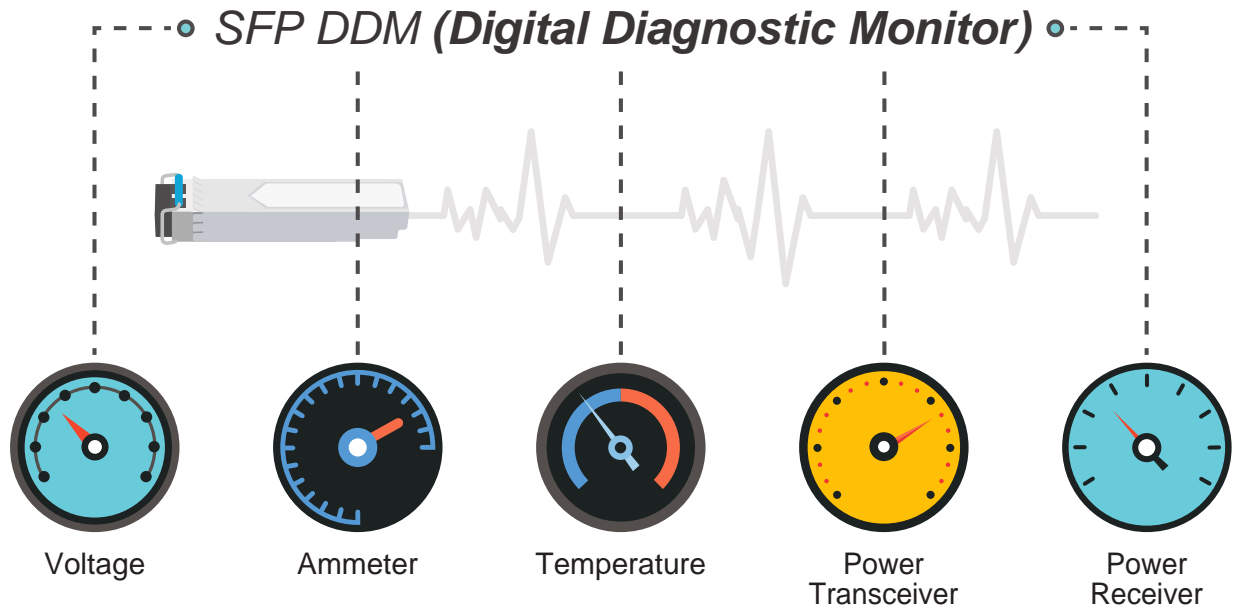 SFP DDM (Digital Diagnostic Monitor)
Voltage
Ammeter
Temperature
Power
Transceiver
Power
Receiver